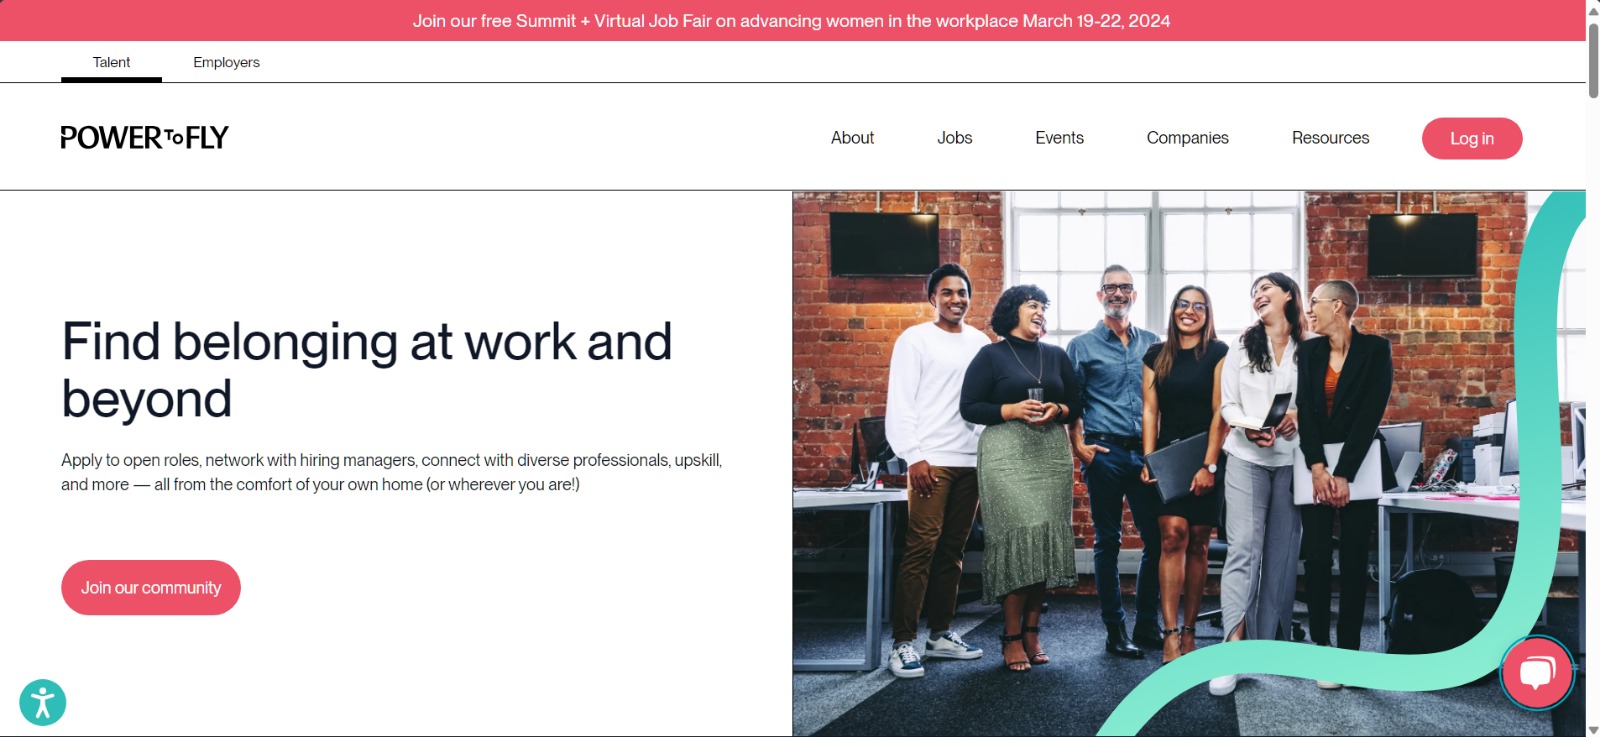 Join our free Summit + Virtual Job Fair on advancing women in the workplace March 19-22, 2024
Talent Employers
POWERTOFLY About Jobs Events Companies Resources Log in
Find belonging at work and
beyond
Apply to open roles, network with hiring managers, connect with diverse professionals, upskill,
and more — all from the comfort of your own home (or wherever you are!)
Join our community